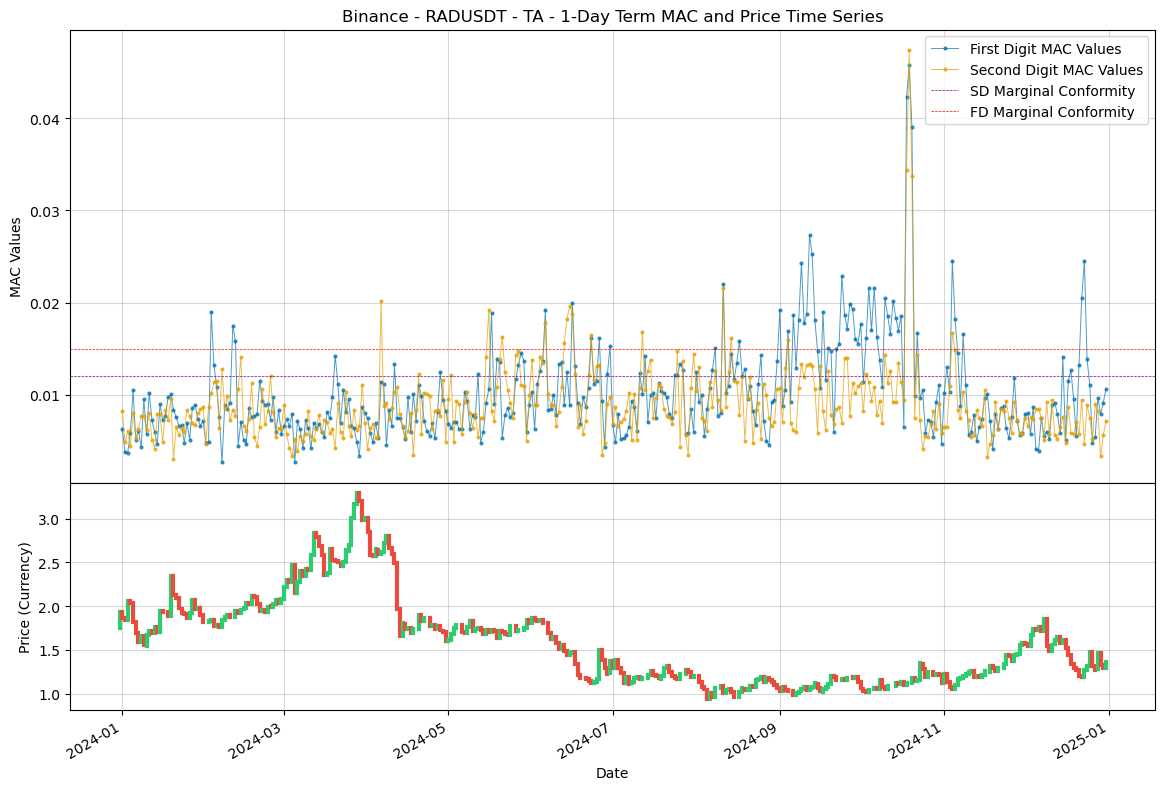 Binance - RADUSDT - TA - 1-Day Term MAC and Price Time Series
First Digit MAC Values
Second Digit MAC Values
SD Marginal Conformity
FD Marginal Conformity
MAC Values
0.04
0.03
0.02
0.01
Price (Currency)
3.0
2.5
2.0
1.5
1.0
2024-01
2024-03
2024-05
2024-07
2024-09
2024-11
2025-01
Date